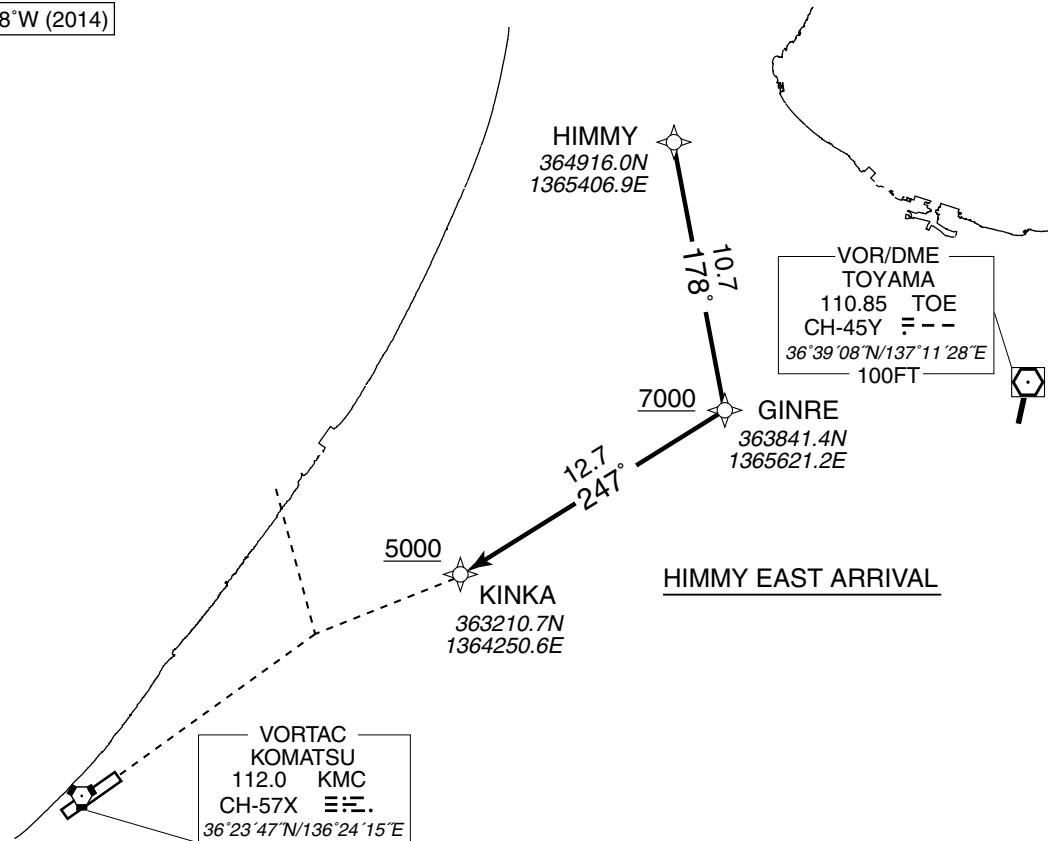 8°W (2014)
HIMMY
364916.0N
1365406.9E
10.7
178°
VOR/DME
TOYAMA
110.85 TOE
CH-45Y
36°39´08˝N/137°11´28˝E
100FT
7000
GINRE
363841.4N
1365621.2E
12.7
247°
5000
KINKA
363210.7N
1364250.6E
HIMMY EAST ARRIVAL
VORTAC
KOMATSU
112.0 KMC
CH-57X
36°23´47˝N/136°24´15˝E